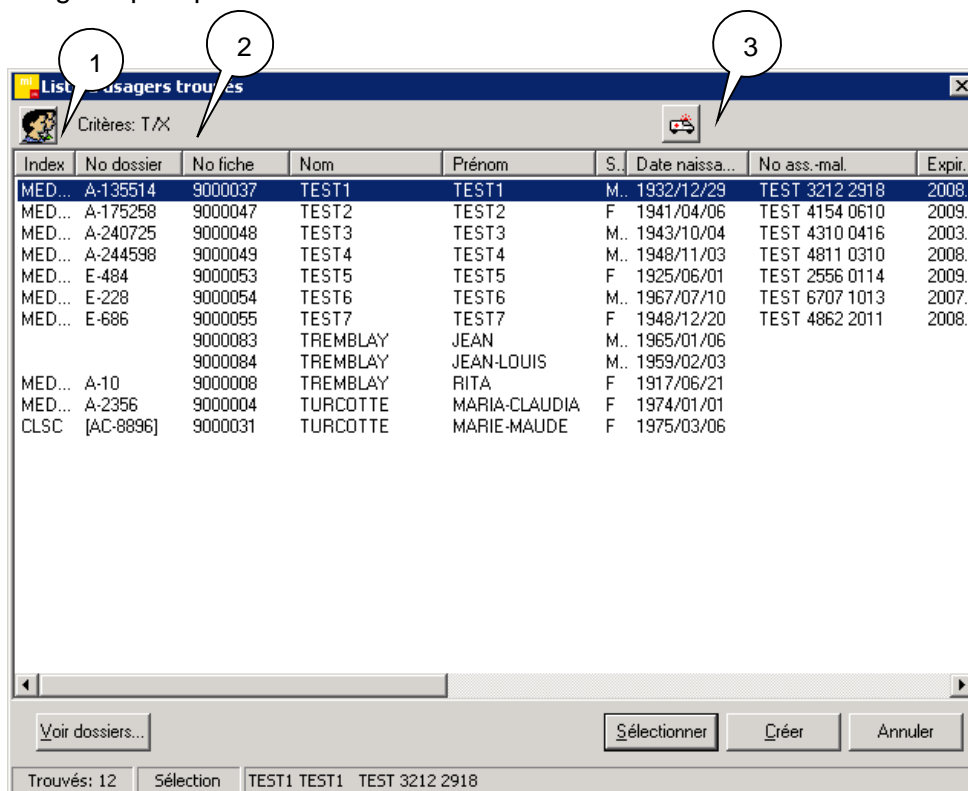 1
2
3
List usagers trouvés
Critères: T/X
Index No dossier No fiche Nom Prénom S.. Date naissa... No ass.-mal. Expir.
MED... A-135514 9000037 TEST1 TEST1 M.. 1932/12/29 TEST 3212 2918 2008.
MED... A-175258 9000047 TEST2 TEST2 F 1941/04/06 TEST 4154 0610 2009.
MED... A-240725 9000048 TEST3 TEST3 M.. 1943/10/04 TEST 4310 0416 2003.
MED... A-244598 9000049 TEST4 TEST4 M.. 1948/11/03 TEST 4811 0310 2008.
MED... E-484 9000053 TEST5 TEST5 F 1925/06/01 TEST 2556 0114 2009.
MED... E-228 9000054 TEST6 TEST6 M.. 1967/07/10 TEST 6707 1013 2007.
MED... E-686 9000055 TEST7 TEST7 F 1948/12/20 TEST 4862 2011 2008.
9000083 TREMBLAY JEAN M.. 1965/01/06
9000084 TREMBLAY JEAN-LOUIS M.. 1959/02/03
MED... A-10 9000008 TREMBLAY RITA F 1917/06/21
MED... A-2356 9000004 TURCOTTE MARIA-CLAUDIA F 1974/01/01
CLSC [AC-8896] 9000031 TURCOTTE MARIE-MAUDE F 1975/03/06
Voir dossiers... Sélectionner Créer Annuler
Trouvés: 12 Sélection TEST1 TEST1 TEST 3212 2918